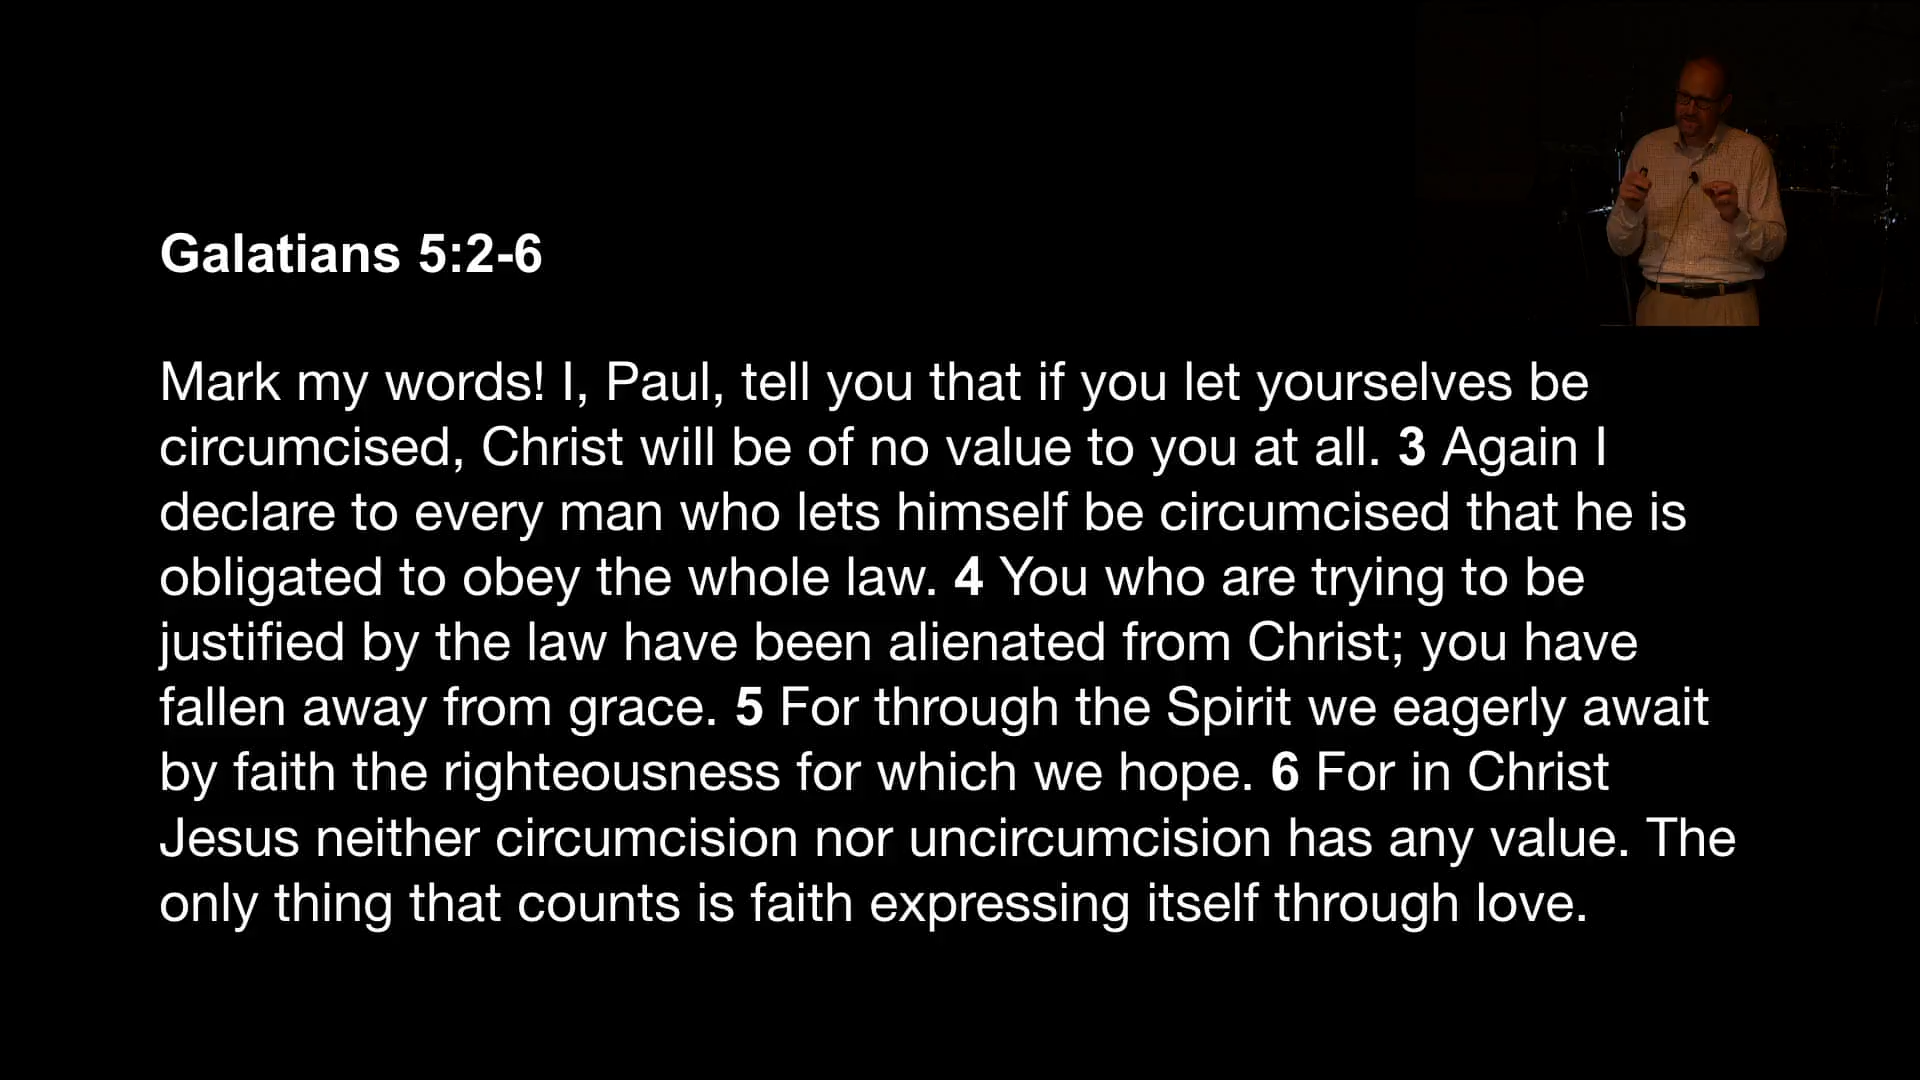 Galatians 5:2-6
Mark my words! I, Paul, tell you that if you let yourselves be
circumcised, Christ will be of no value to you at all. 3 Again I
declare to every man who lets himself be circumcised that he is
obligated to obey the whole law. 4 You who are trying to be
justified by the law have been alienated from Christ; you have
fallen away from grace. 5 For through the Spirit we eagerly await
by faith the righteousness for which we hope. 6 For in Christ
Jesus neither circumcision nor uncircumcision has any value. The
only thing that counts is faith expressing itself through love.